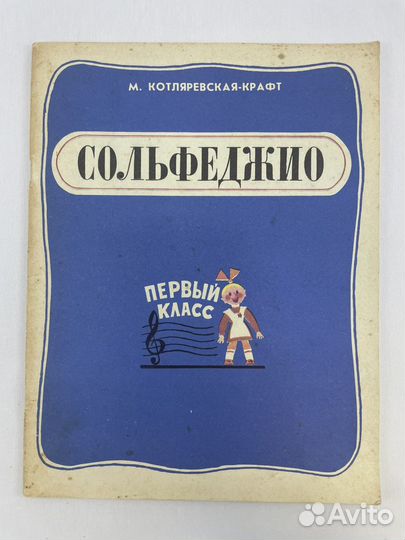 М. КОТЛЯРЕВСКАЯ-КРАФТ
СОЛЬФЕДЖИО
ПЕРВЫЙ
КЛАСС
Avito